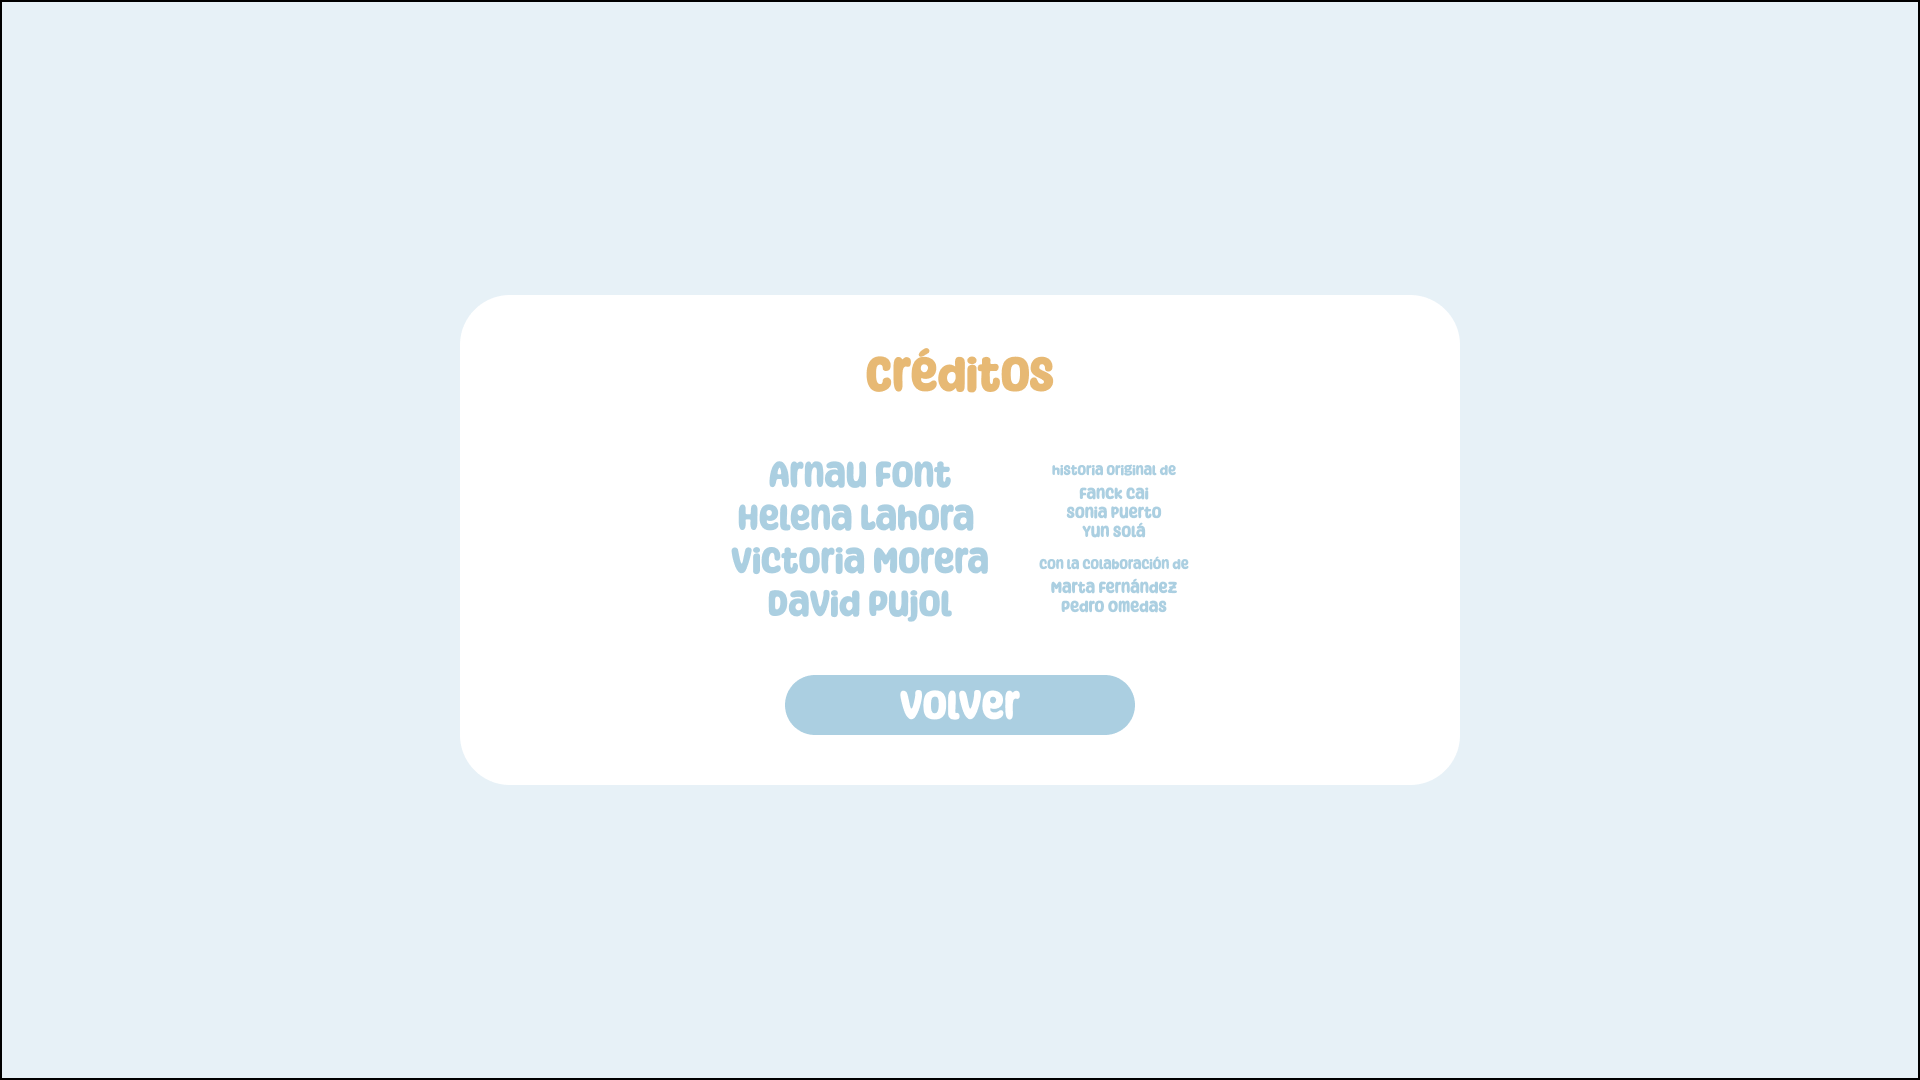 créditos
Arnau Font
Helena Lahora
Victoria Morera
David Pujol
historia original de
Fanck Cai
Sonia Puerto
Yun Solá
con la colaboración de
Marta Fernández
Pedro Omedas
volver